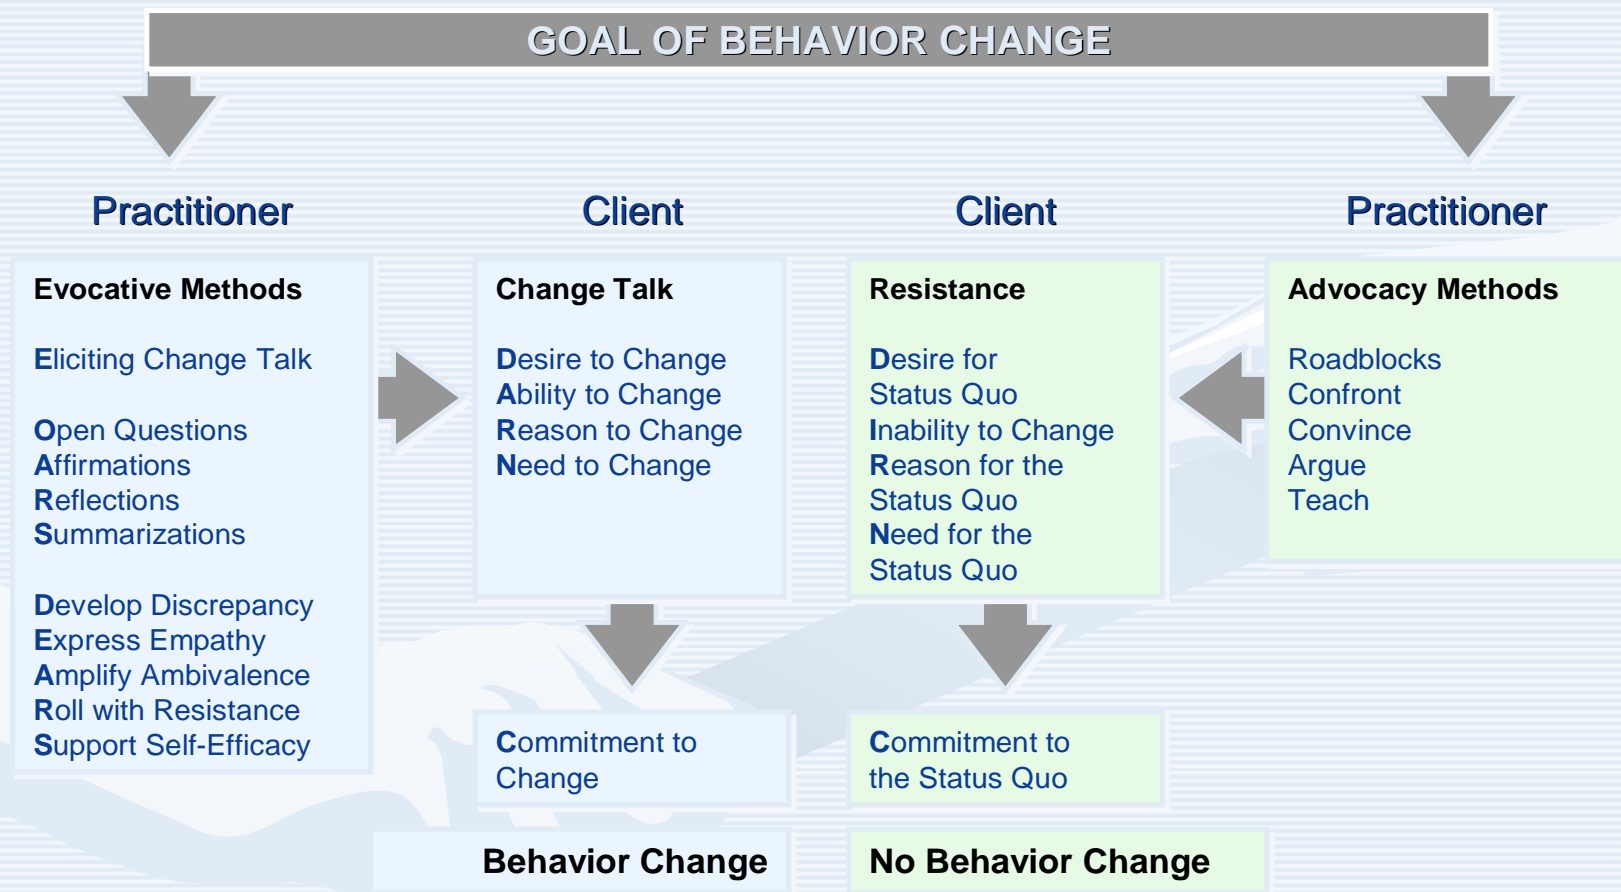 GOAL OF BEHAVIOR CHANGE
Practitioner
Evocative Methods
Eliciting Change Talk
Open Questions
Affirmations
Reflections
Summarizations
Develop Discrepancy
Express Empathy
Amplify Ambivalence
Roll with Resistance
Support Self-Efficacy
Client
Change Talk
Desire to Change
Ability to Change
Reason to Change
Need to Change
Commitment to
Change
Behavior Change
Client
Resistance
Desire for
Status Quo
Inability to Change
Reason for the
Status Quo
Need for the
Status Quo
Commitment to
the Status Quo
No Behavior Change
Practitioner
Advocacy Methods
Roadblocks
Confront
Convince
Argue
Teach